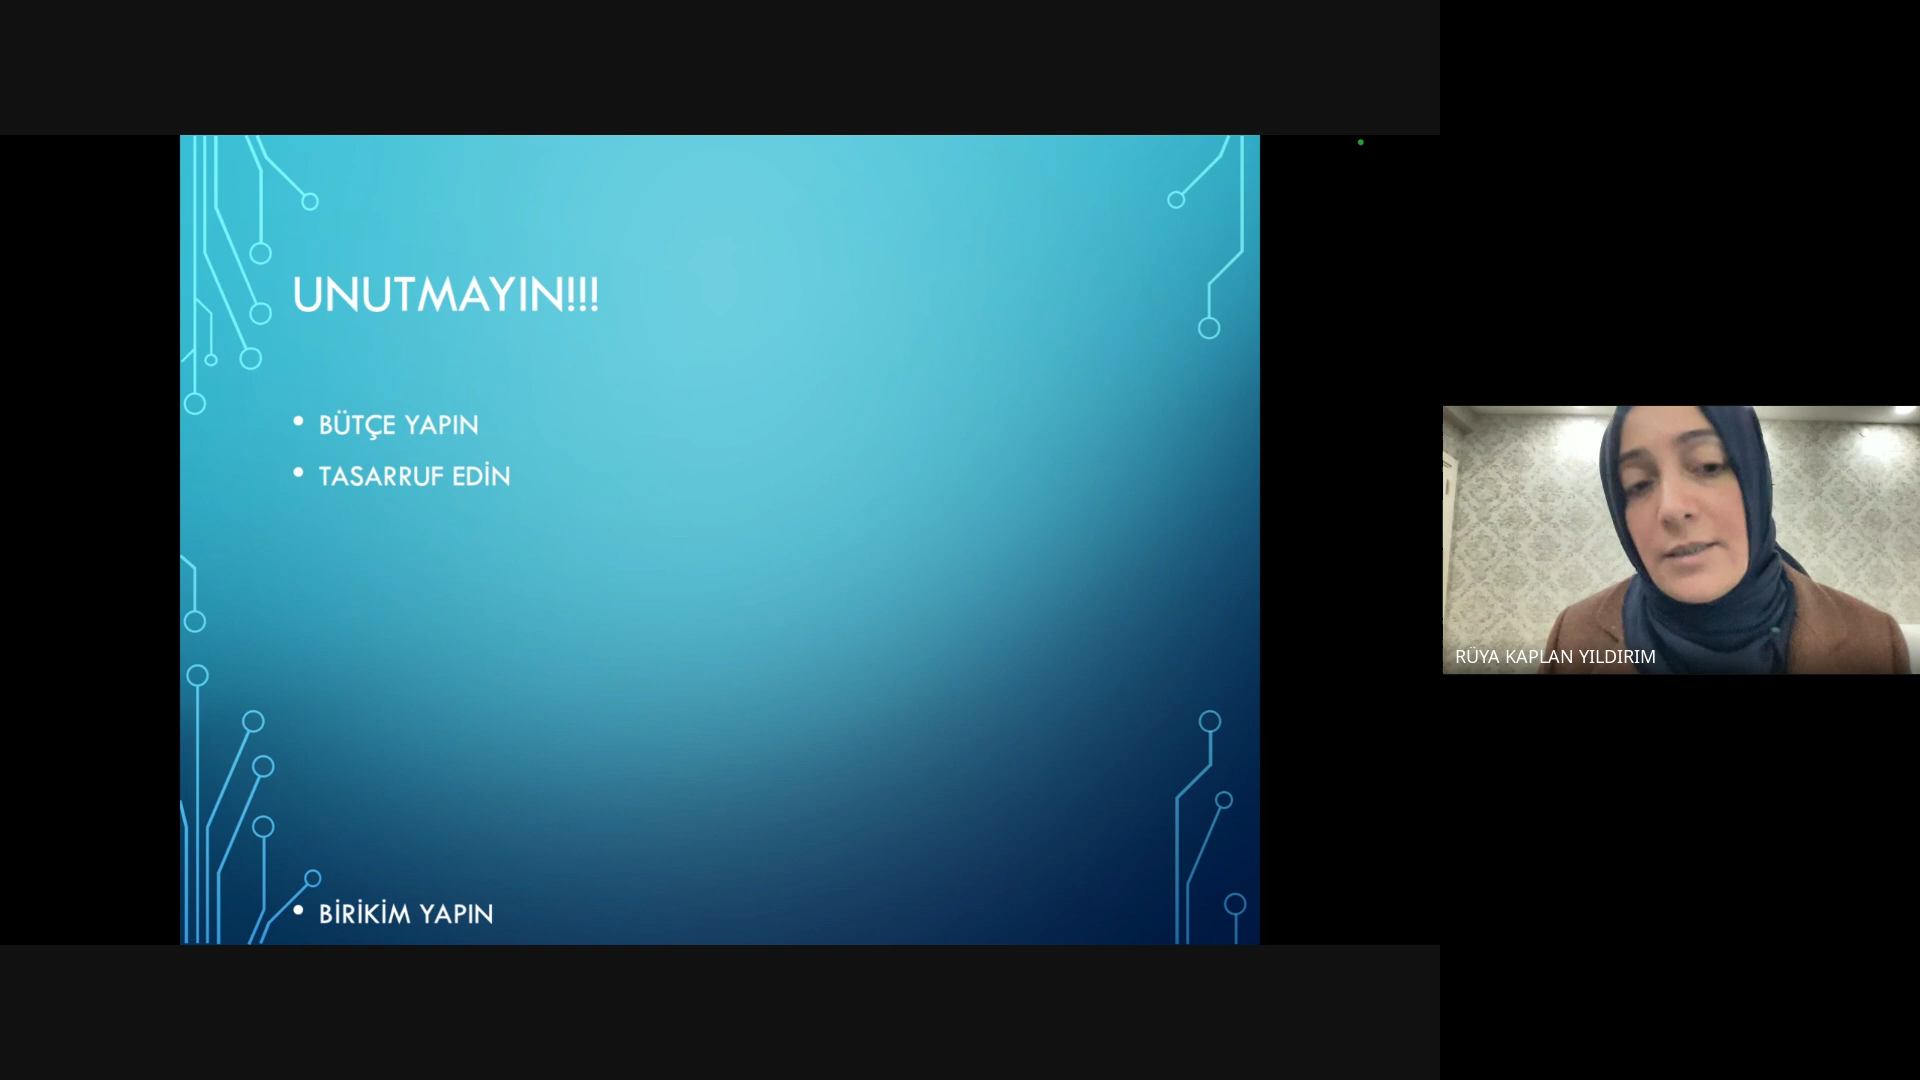 UNUTMAYIN!!!
• BÜTÇE YAPIN
• TASARRUF EDİN
• BİRİKİM YAPIN
RÜYA KAPLAN YILDIRIM